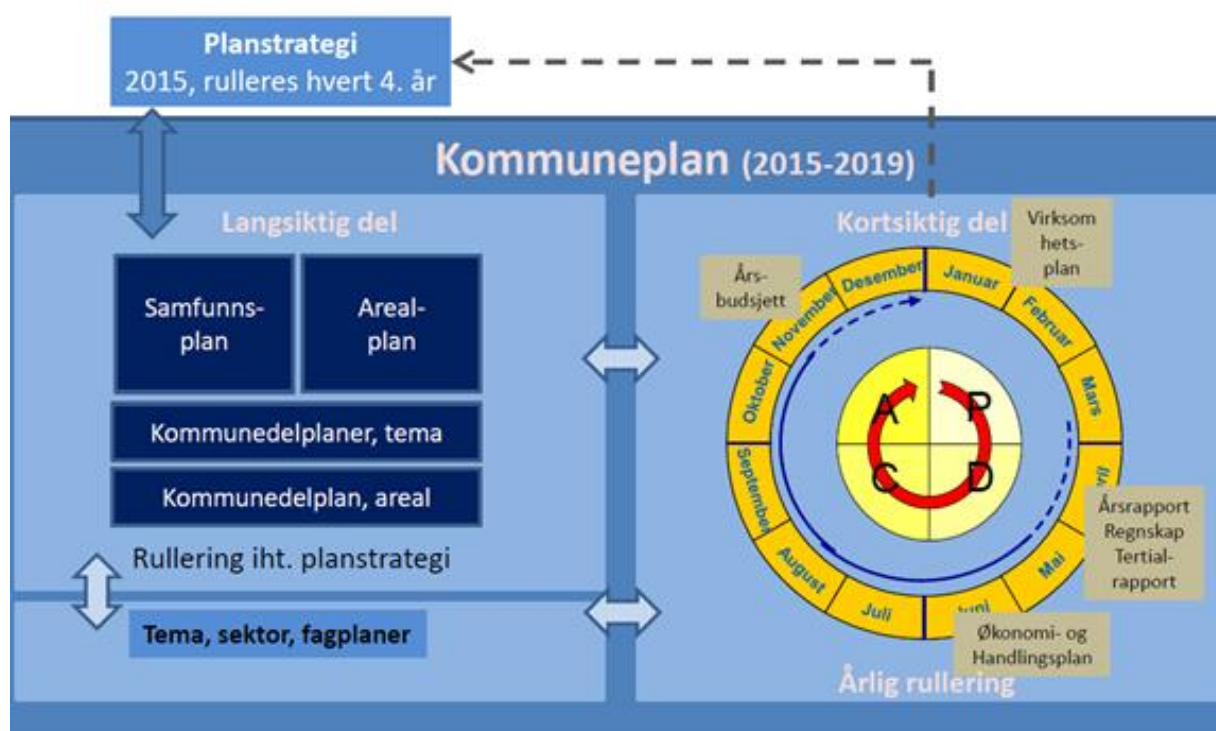 Planstrategi
2015, rulleres hvert 4. år
Kommuneplan (2015-2019)
Langsiktig del
Samfunns-
plan
Areal-
plan
Kommunedelplaner, tema
Kommunedelplan, areal
Rullering iht. planstrategi
Tema, sektor, fagplaner
Kortsiktig del
Virksom
hets-
plan
Års-
budsjett
Januar
Februar
Mars
Mai
Juli
August
September
Oktober
November
Desember
A
P
C
D
Årsrapport
Regnskap
Tertial-
rapport
Økonomi- og
Handlingsplan
Årlig rullering